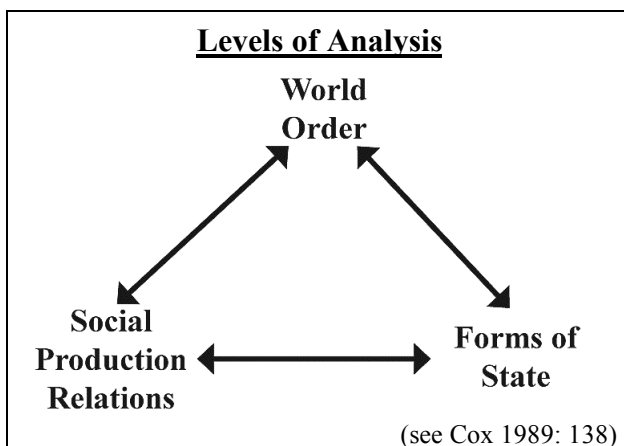 Levels of Analysis
World
Order
Social
Production
Relations
Forms of
State
(see Cox 1989: 138)